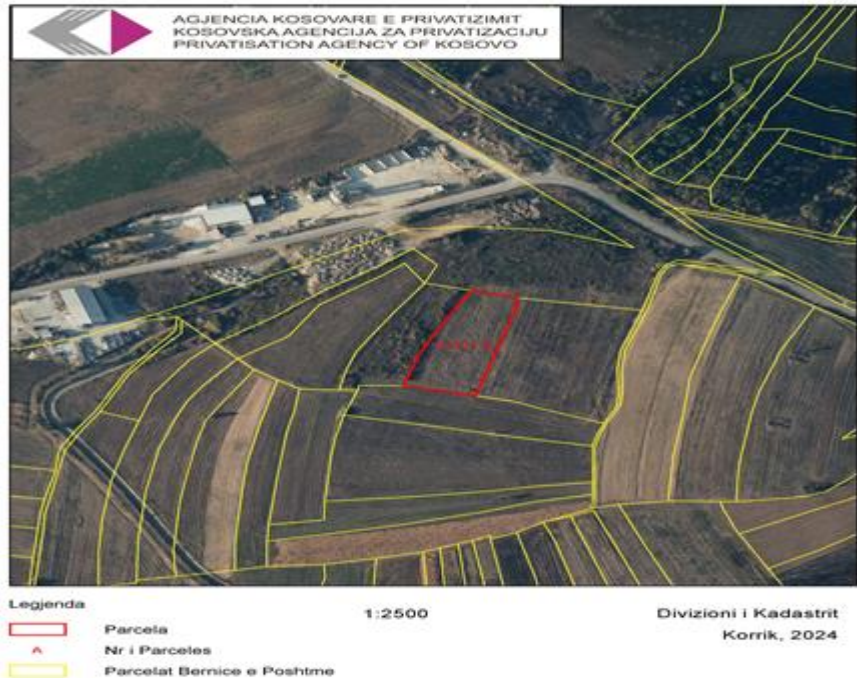 AGJENCIA KOSOVARE E PRIVATIZIMIT
KOSOVSKA AGENCIJA ZA PRIVATIZACIJU
PRIVATISATION AGENCY OF KOSOVO
Legjenda
1:2500
Divizioni i Kadastrit
Korrik, 2024
Parcela
A Nr i Parceles
Parcelat Bernice e Poshtme